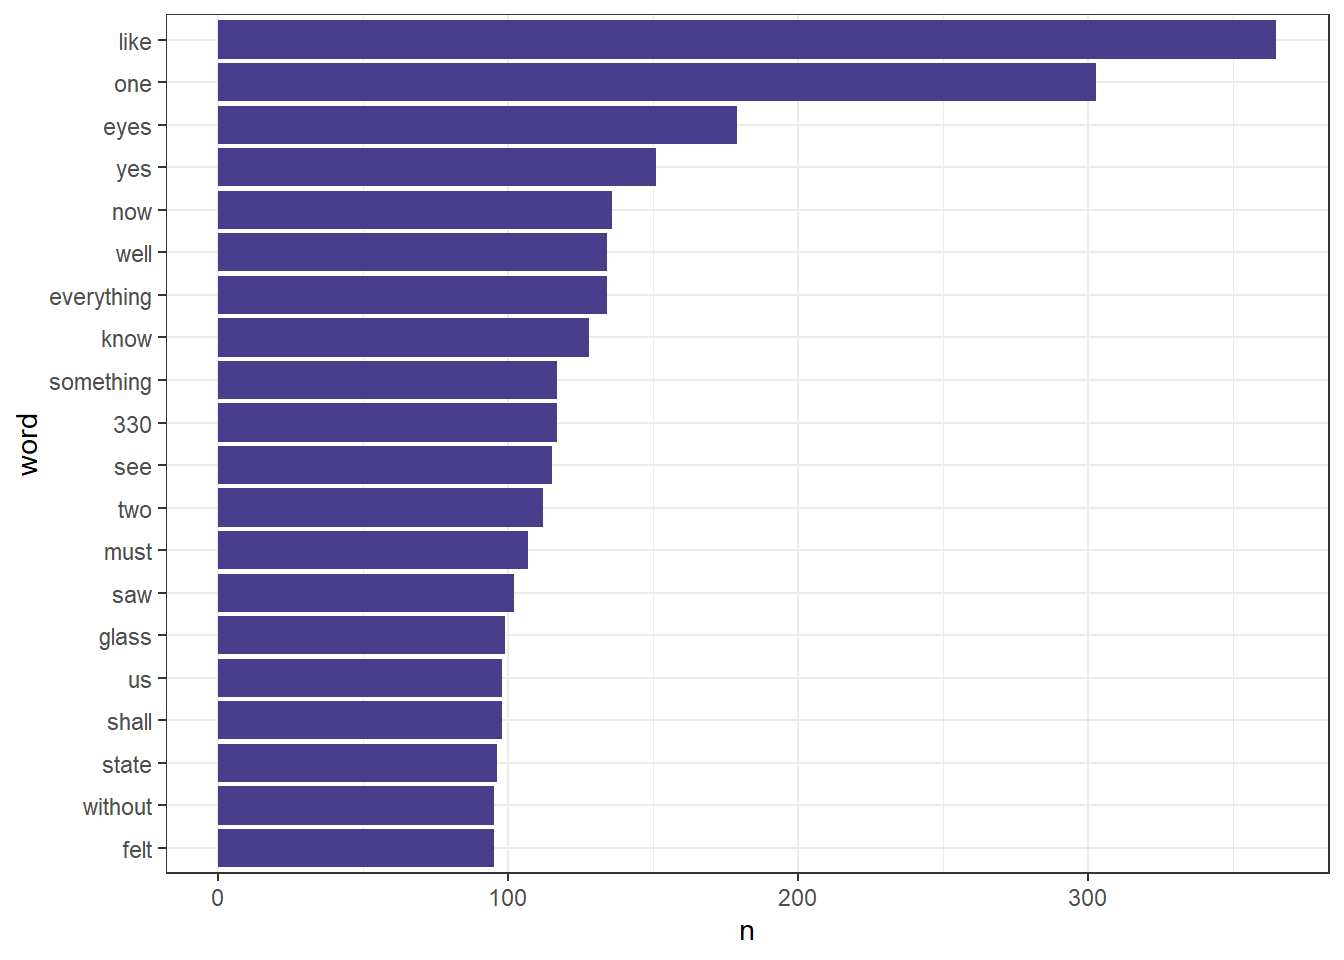 like
one
eyes
yes
now
well
everything
know
something
330
see
two
must
saw
glass
us
shall
state
without
felt
word
0 100 200 300
n